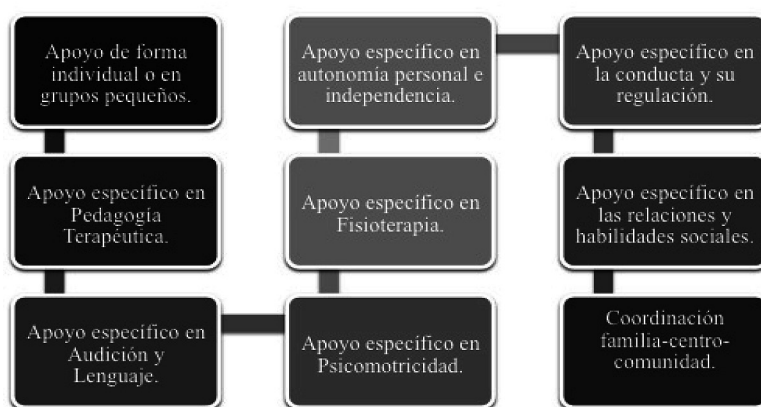 Apoyo de forma
individual o en
grupos pequeños.
Apoyo específico en
Pedagogía
Terapéutica.
Apoyo específico en
Audición y
Lenguaje.
Apoyo específico en
Psicomotricidad.
Apoyo específico en
Fisioterapia.
Apoyo específico en
autonomía personal e
independencia.
Apoyo específico en
la conducta y su
regulación.
Apoyo específico en
las relaciones y
habilidades sociales.
Coordinación
familia-centro-
comunidad.